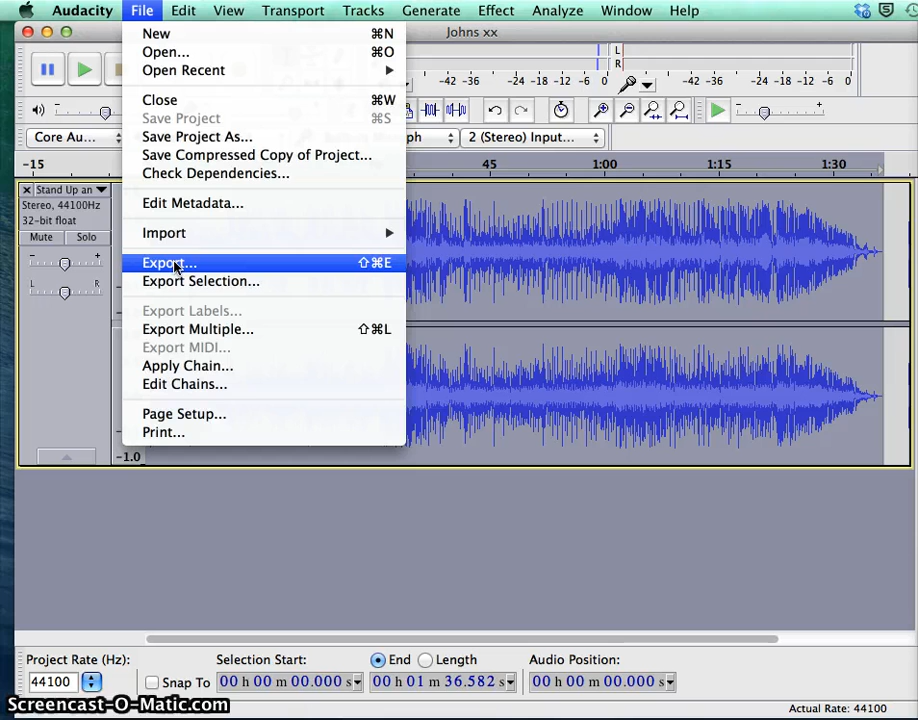 Audacity File Edit View Transport Tracks Generate Effect Analyze Window Help
Johns xx
New ⌘N
Open... ⌘O
Open Recent
Close ⌘W
Save Project ⌘S
Save Project As...
Save Compressed Copy of Project...
Check Dependencies...
Edit Metadata...
Import
Export... ⇧⌘E
Export Selection...
Export Labels...
Export Multiple... ⇧⌘L
Export MIDI...
Apply Chain...
Edit Chains...
Page Setup...
Print...
L
R
-42 -36 -30 -24 -18 -12 0
-42 -36 -24 -18 -12 0
Core Au... ph 2 (Stereo) Input...
-15 45 1:00 1:15 1:30
Stand Up an
Stereo, 44100Hz
32-bit float
Mute Solo
- +
L R
-1.0
Project Rate (Hz): Selection Start: End Length Audio Position:
44100 Snap To 00 h 00 m 00.000 s 00 h 01 m 36.582 s 00 h 00 m 00.000 s
Screencast-O-Matic.com
Actual Rate: 44100